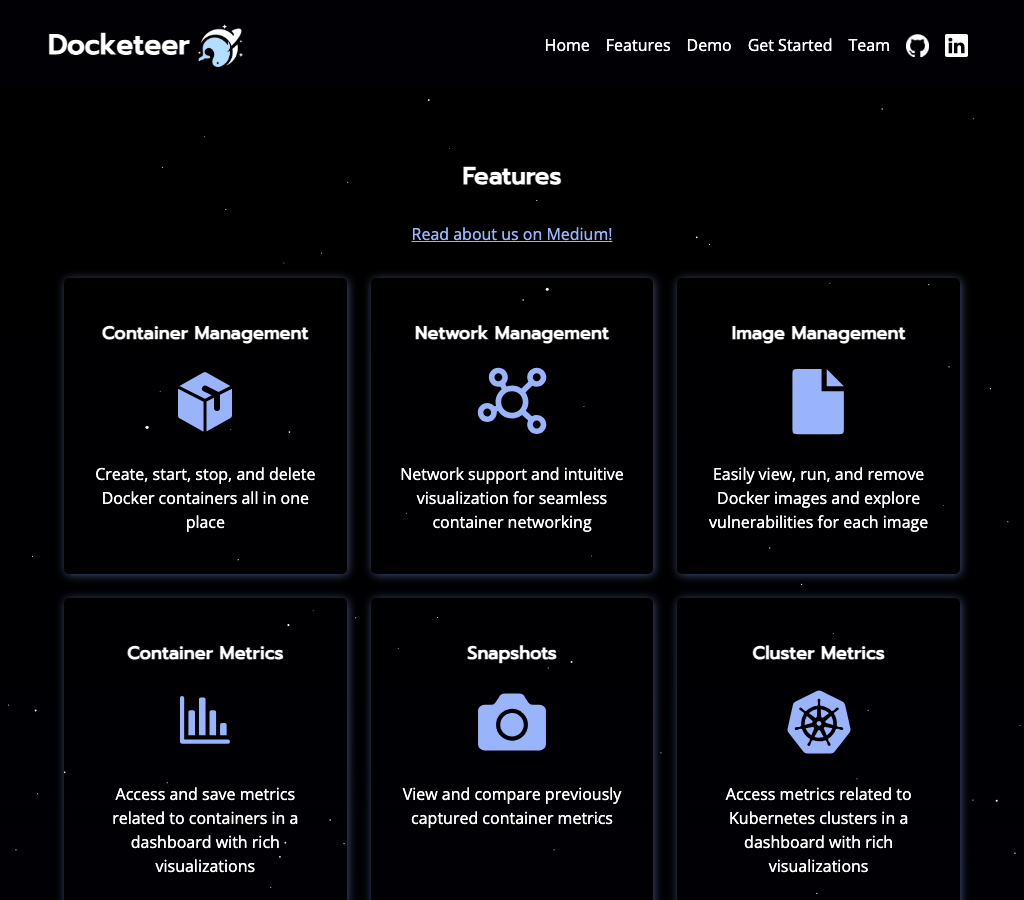 Docketeer
Home Features Demo Get Started Team
Features
Read about us on Medium!
Container Management
Create, start, stop, and delete
Docker containers all in one
place
Network Management
Network support and intuitive
visualization for seamless
container networking
Image Management
Easily view, run, and remove
Docker images and explore
vulnerabilities for each image
Container Metrics
Access and save metrics
related to containers in a
dashboard with rich
visualizations
Snapshots
View and compare previously
captured container metrics
Cluster Metrics
Access metrics related to
Kubernetes clusters in a
dashboard with rich
visualizations